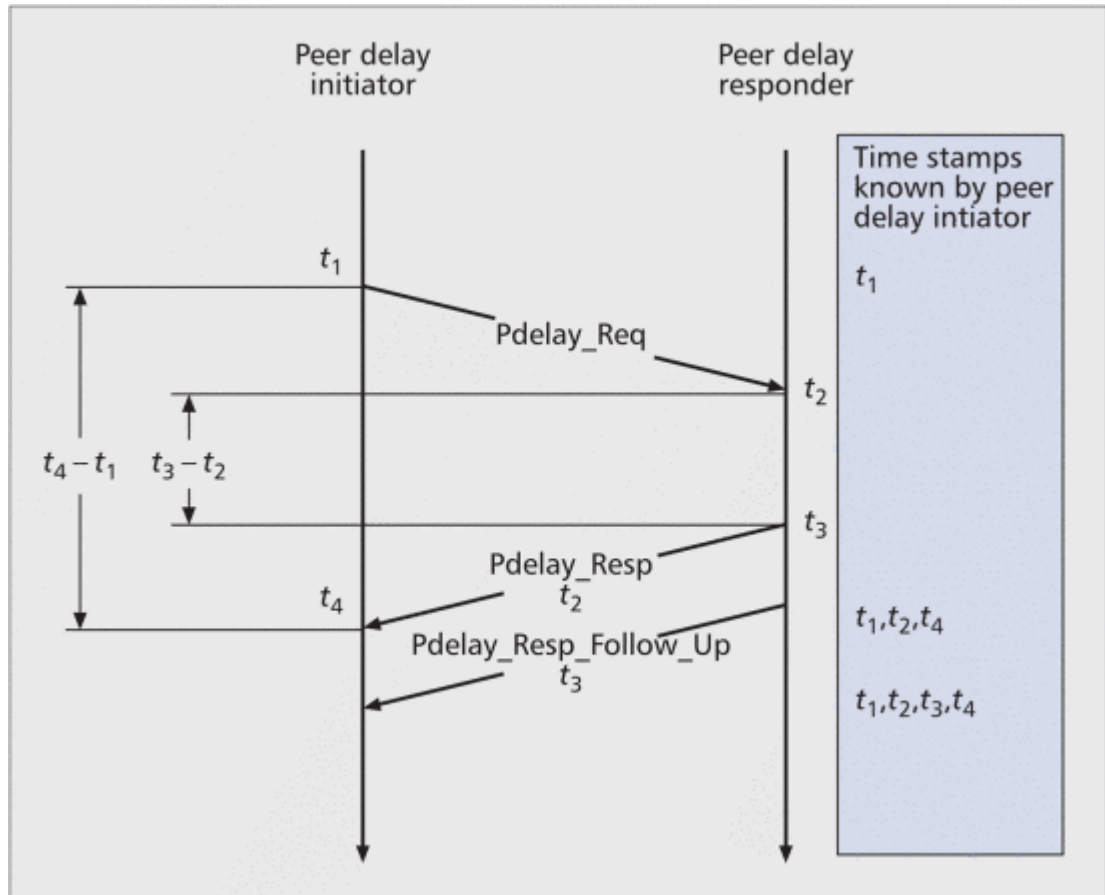 Peer delay
initiator
Peer delay
responder
Time stamps
known by peer
delay intiator
t₁
t₁
Pdelay_Req
t₂
t₄ – t₁
t₃ – t₂
t₃
Pdelay_Resp
t₂
t₄
t₁,t₂,t₄
Pdelay_Resp_Follow_Up
t₃
t₁,t₂,t₃,t₄